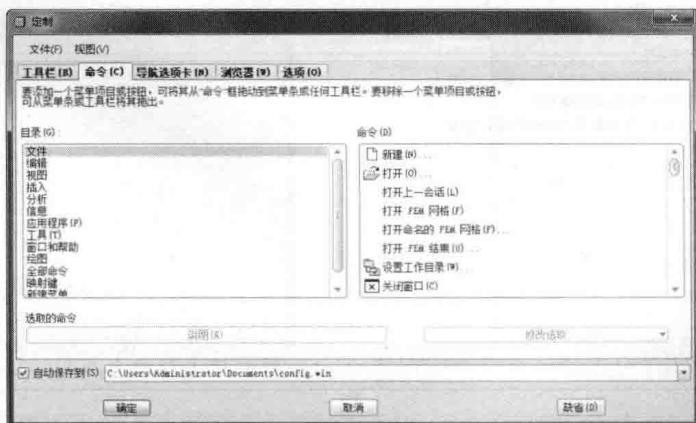 定制
文件(F) 视图(V)
工具栏(B) 命令(C) 导航选项卡(N) 浏览器(W) 选项(O)
要添加一个菜单项目或按钮，可将其从"命令"框拖动到菜单条或任何工具栏。要移除一个菜单项目或按钮，
可从菜单条或工具栏将其拖出。
目录(G)
文件
编辑
视图
插入
分析
信息
应用程序(P)
工具(T)
窗口和帮助
绘图
全部命令
映射键
新建菜单
命令(D)
新建(N)...
打开(O)...
打开上一会话(L)
打开 FEM 网格(F)
打开命名的 FEM 网格(F)...
打开 FEM 结果(U)...
设置工作目录(W)...
关闭窗口(C)
选取的命令
说明(K) 修改选项
自动保存到(S) C:\Users\Administrator\Documents\config.win
确定 取消 缺省(D)